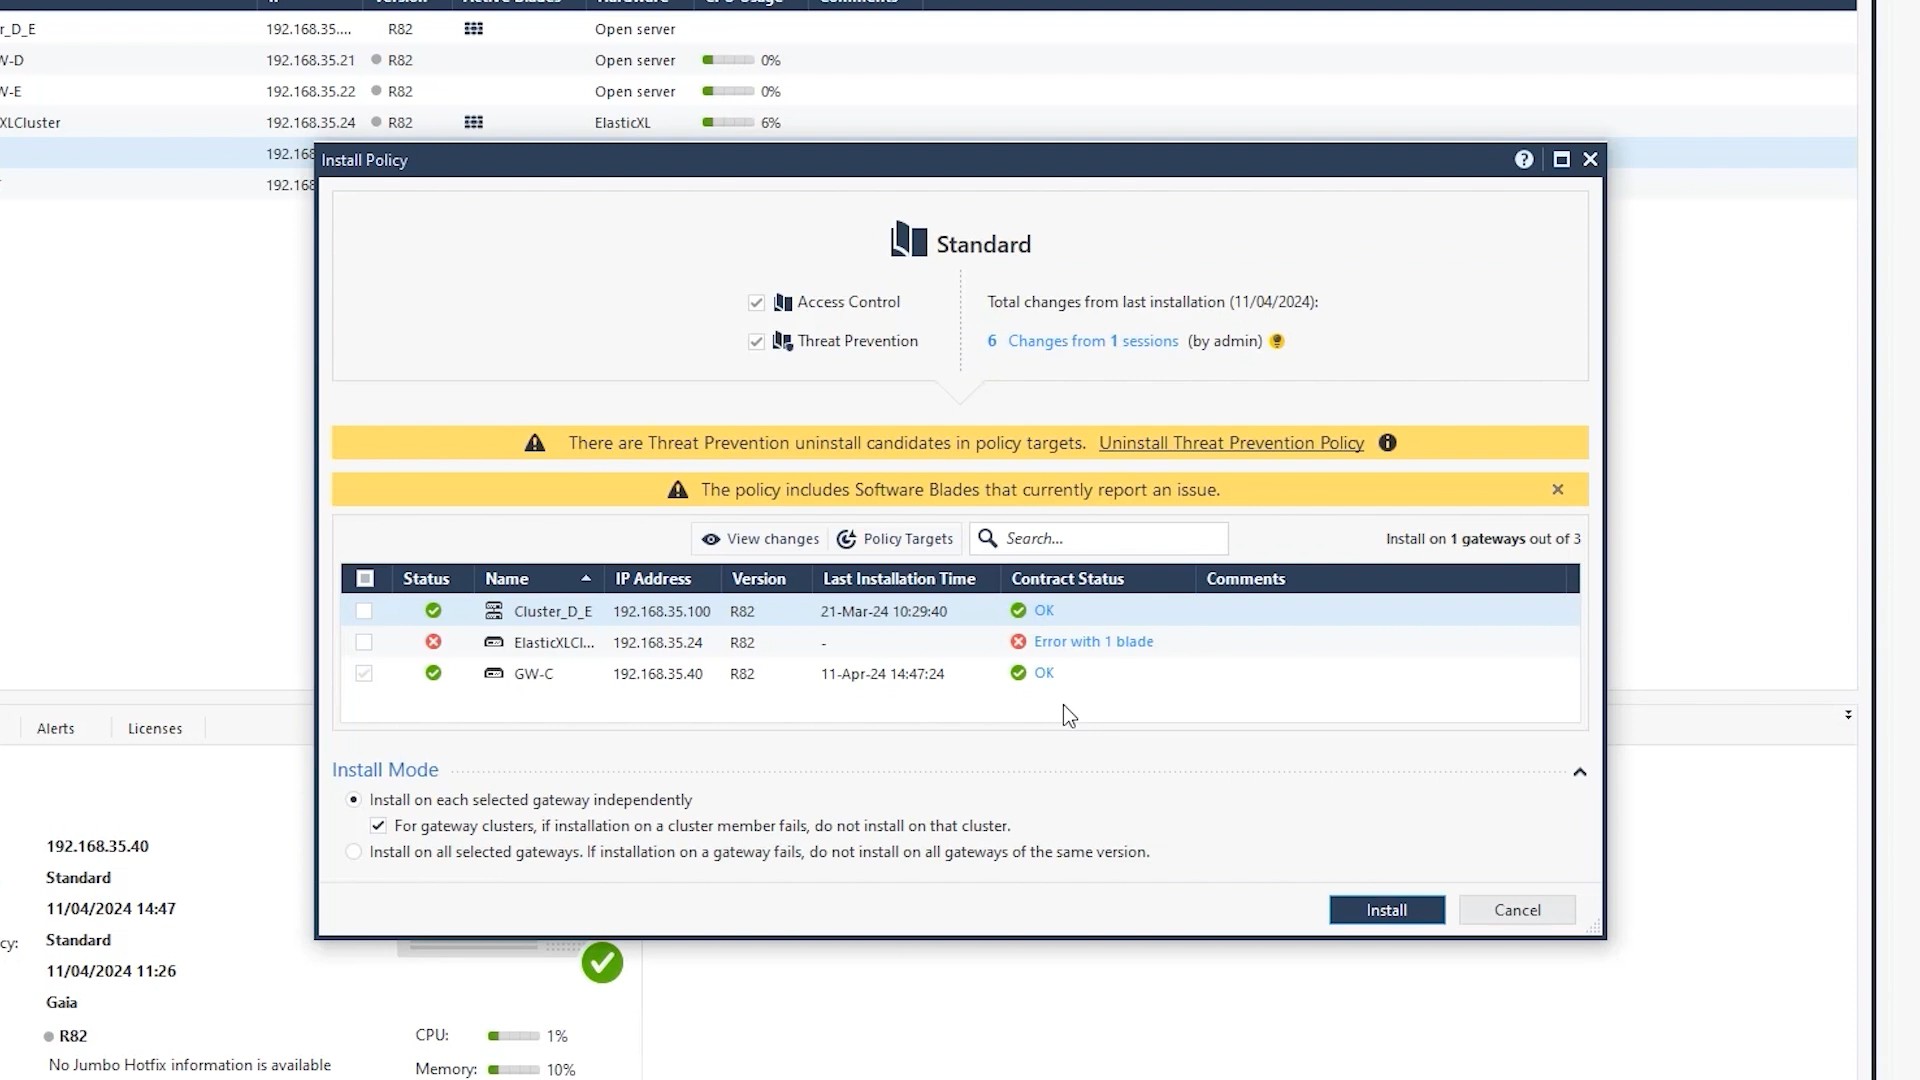 Version
r_D_E 192.168.35.... R82 Open server
W-D 192.168.35.21 R82 Open server 0%
W-E 192.168.35.22 R82 Open server 0%
XLCluster 192.168.35.24 R82 ElasticXL 6%
192.168
192.168
Install Policy
Standard
Access Control
Threat Prevention
Total changes from last installation (11/04/2024):
6 Changes from 1 sessions (by admin)
There are Threat Prevention uninstall candidates in policy targets. Uninstall Threat Prevention Policy
The policy includes Software Blades that currently report an issue.
View changes Policy Targets Search... Install on 1 gateways out of 3
Status Name IP Address Version Last Installation Time Contract Status Comments
Cluster_D_E 192.168.35.100 R82 21-Mar-24 10:29:40 OK
ElasticXLCl... 192.168.35.24 R82 - Error with 1 blade
GW-C 192.168.35.40 R82 11-Apr-24 14:47:24 OK
Install Mode
Install on each selected gateway independently
For gateway clusters, if installation on a cluster member fails, do not install on that cluster.
Install on all selected gateways. If installation on a gateway fails, do not install on all gateways of the same version.
Install Cancel
Alerts Licenses
192.168.35.40
Standard
11/04/2024 14:47
cy: Standard
11/04/2024 11:26
Gaia
R82
No Jumbo Hotfix information is available
CPU: 1%
Memory: 10%